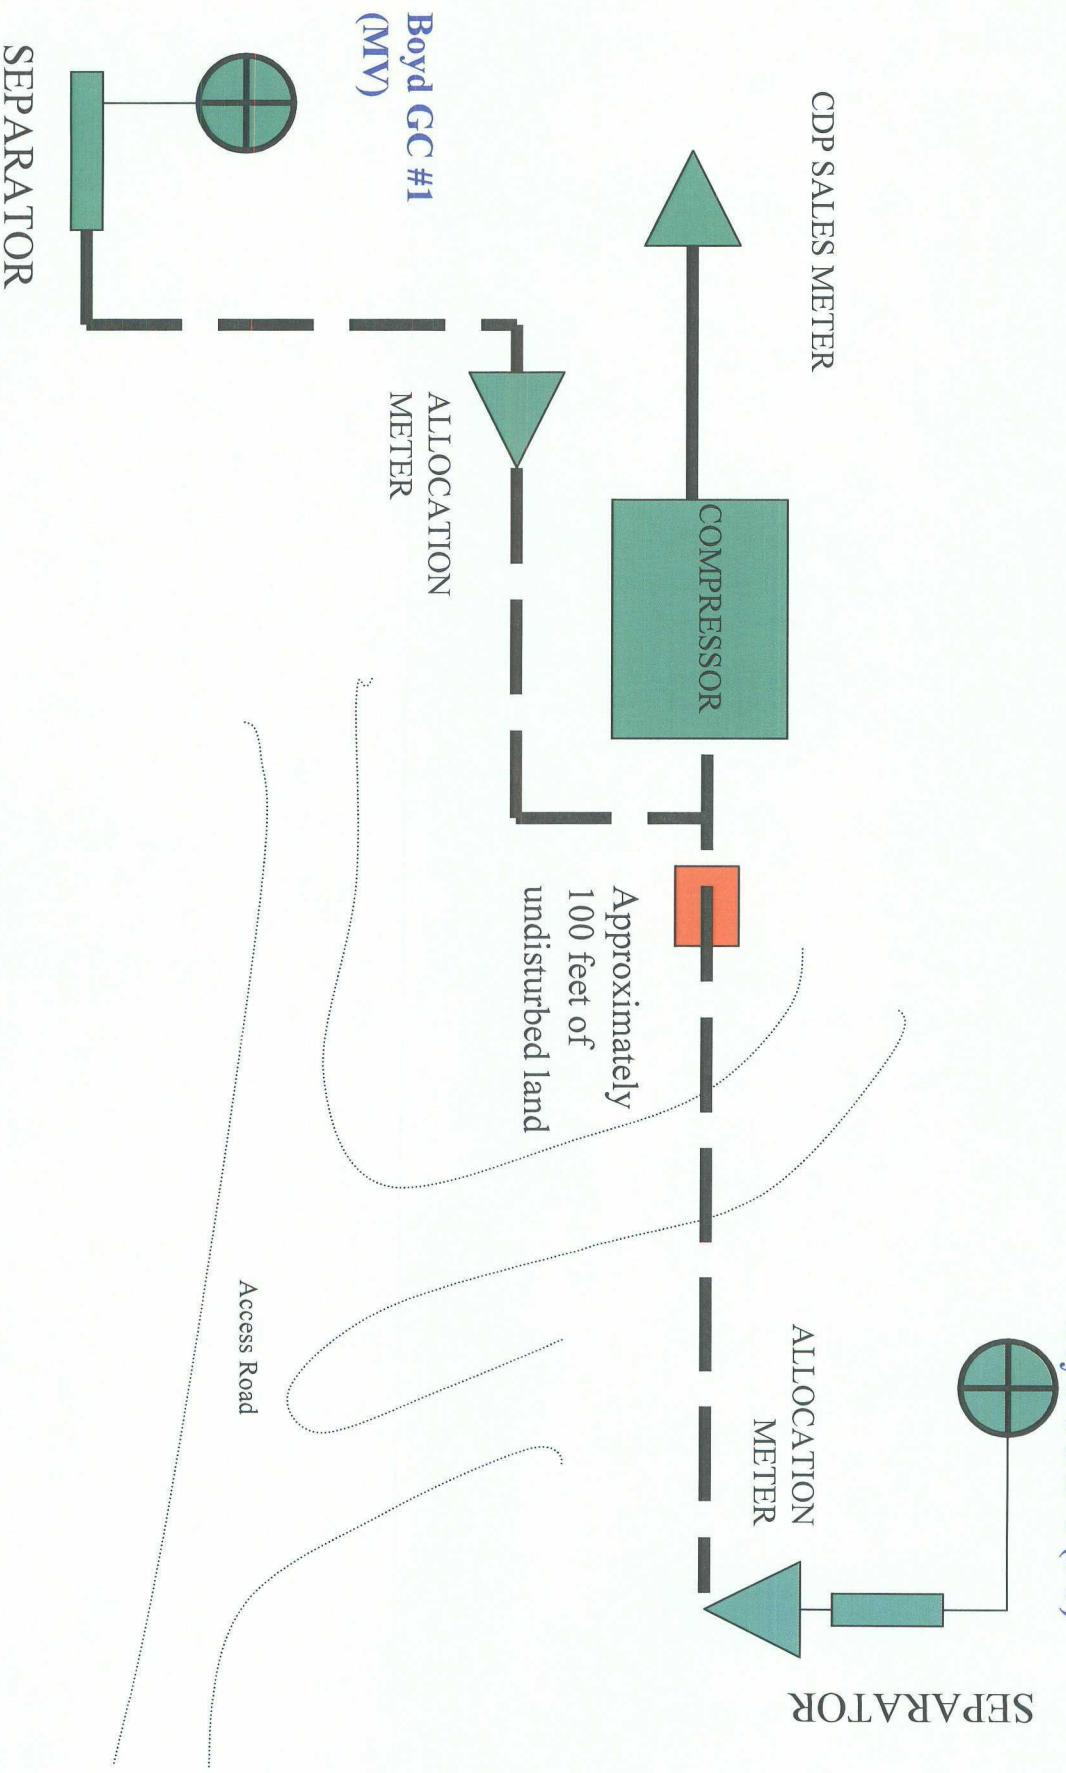 CDP SALES METER
COMPRESSOR
Boyd GC #1
(MV)
SEPARATOR
ALLOCATION
METER
Approximately
100 feet of
undisturbed land
Access Road
ALLOCATION
METER
SEPARATOR